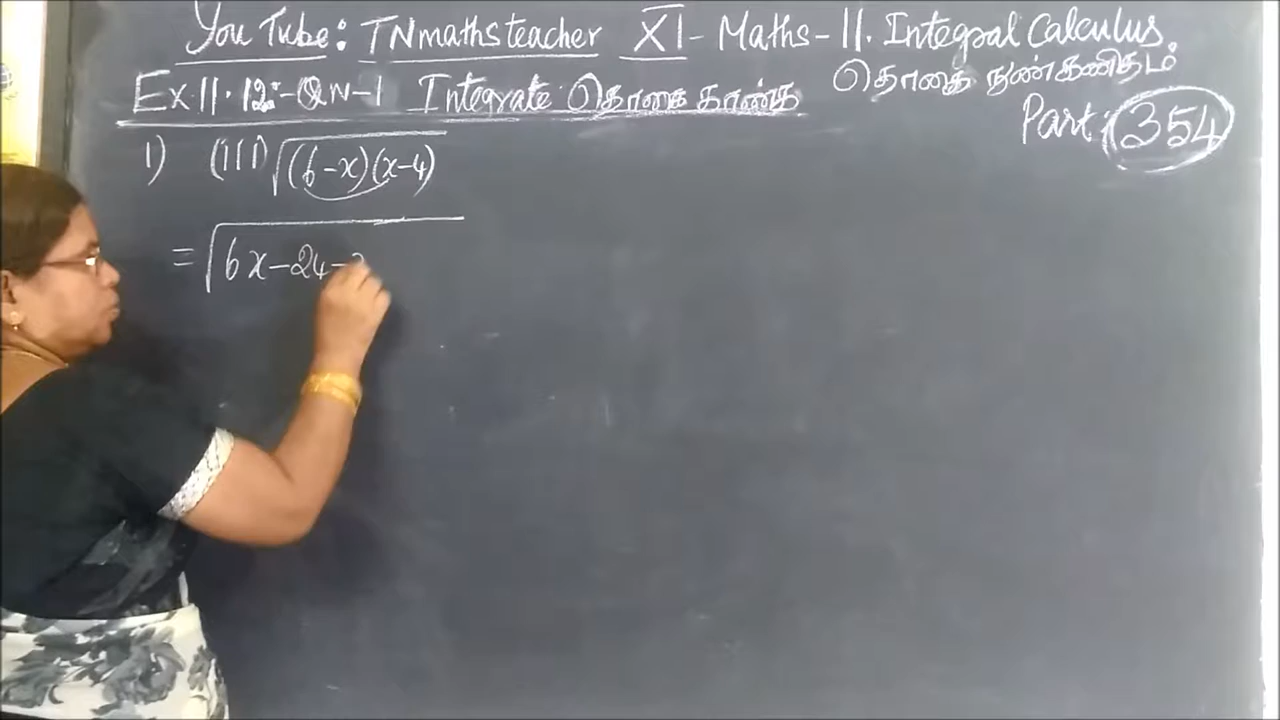 You Tube: TNmathsteacher XI - Maths - 11. Integral Calculus.
தொகை நுண்கணிதம்
Ex.11.12 - QN-1 Integrate தொகை காண்க
Part: 354
1) (iii) √(6-x)(x-4)
= √6x-24-